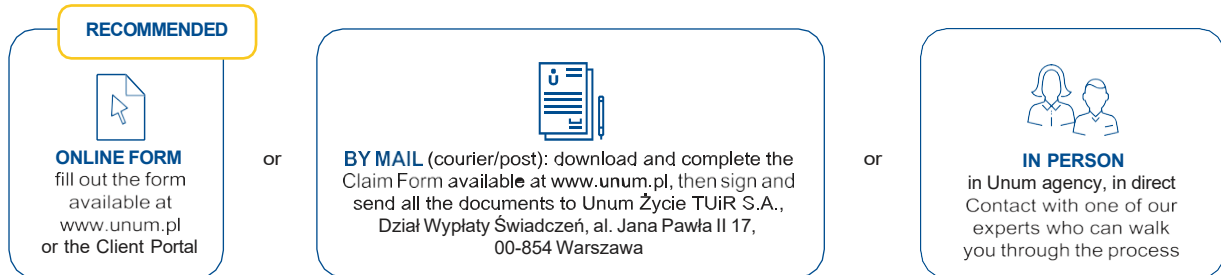 RECOMMENDED
ONLINE FORM
fill out the form
available at
www.unum.pl
or the Client Portal
or
BY MAIL (courier/post): download and complete the
Claim Form available at www.unum.pl, then sign and
send all the documents to Unum Życie TUiR S.A.,
Dział Wypłaty Świadczeń, al. Jana Pawła II 17,
00-854 Warszawa
or
IN PERSON
in Unum agency, in direct
Contact with one of our
experts who can walk
you through the process